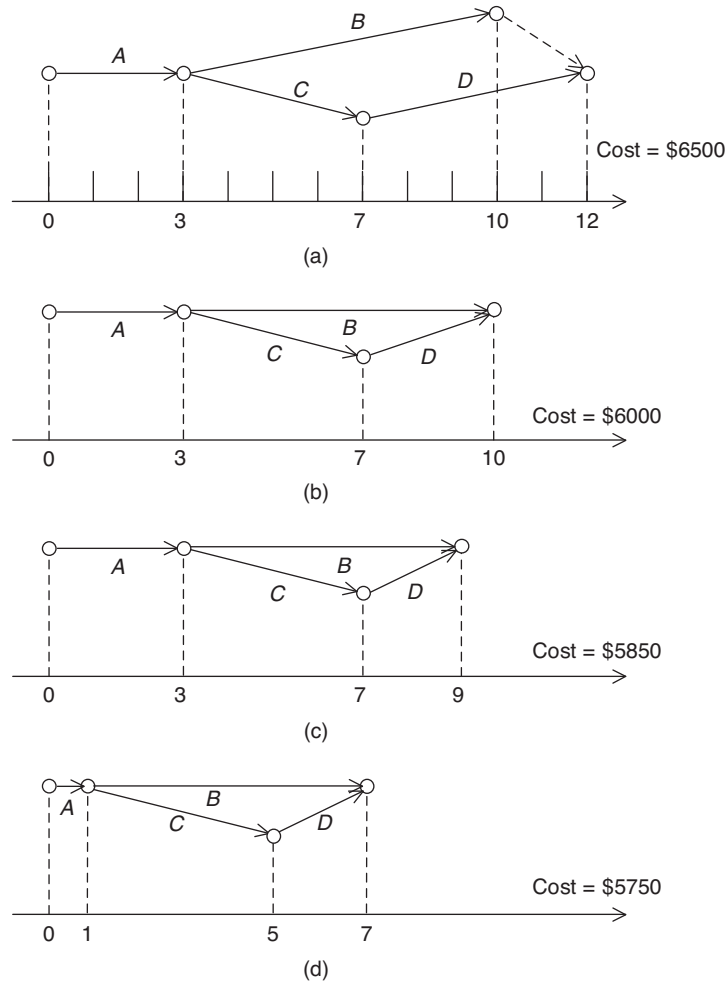 A B
C D
Cost = $6500
0 3 7 10 12
(a)
A B
C D
Cost = $6000
0 3 7 10
(b)
A B
C D
Cost = $5850
0 3 7 9
(c)
A B
C D
Cost = $5750
0 1 5 7
(d)